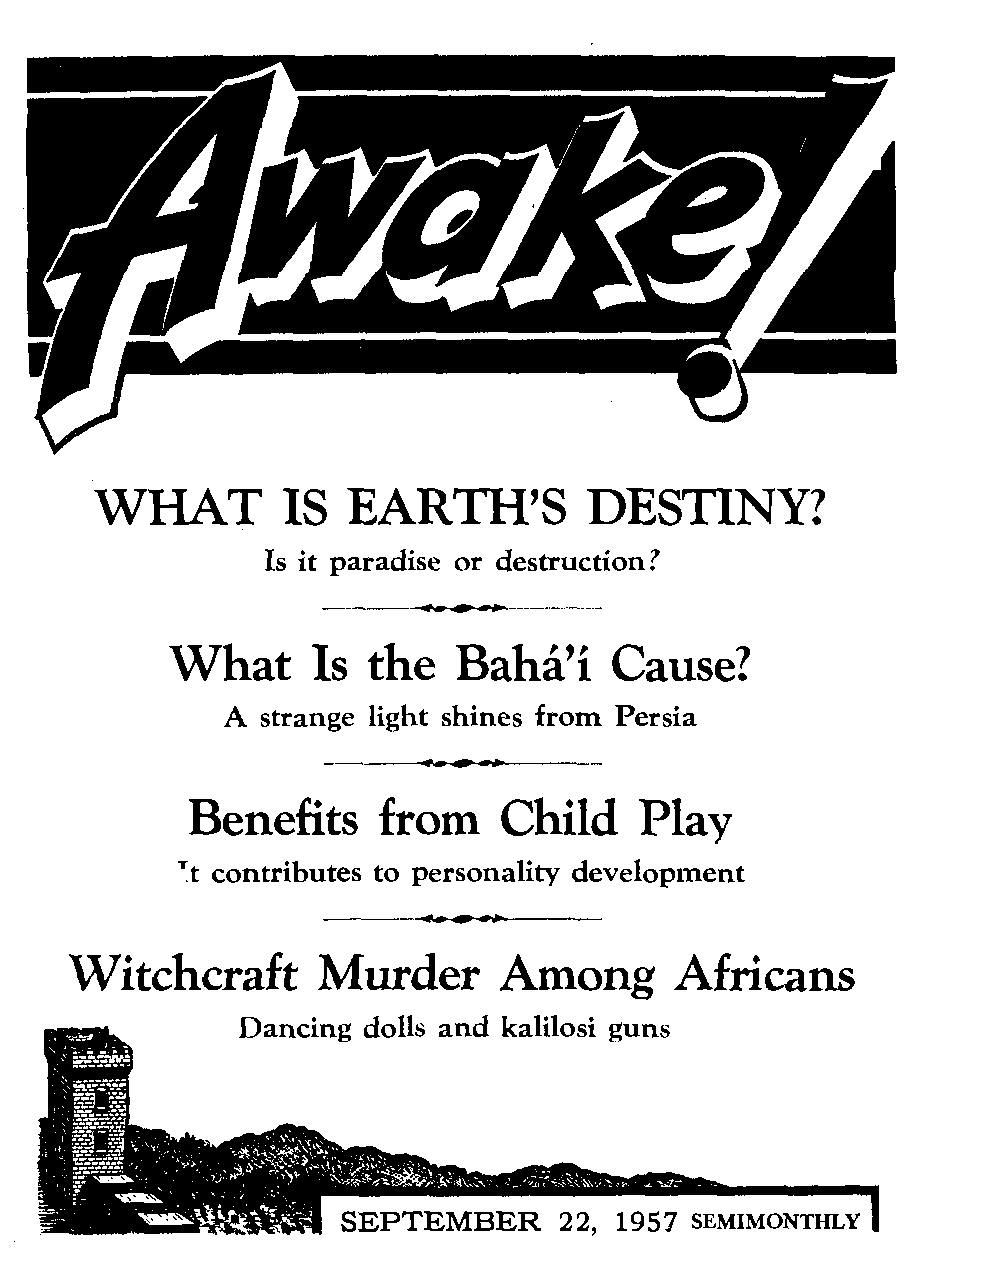 Awake!
WHAT IS EARTH'S DESTINY?
Is it paradise or destruction?
What Is the Bahá'í Cause?
A strange light shines from Persia
Benefits from Child Play
It contributes to personality development
Witchcraft Murder Among Africans
Dancing dolls and kalilosi guns
SEPTEMBER 22, 1957 SEMIMONTHLY